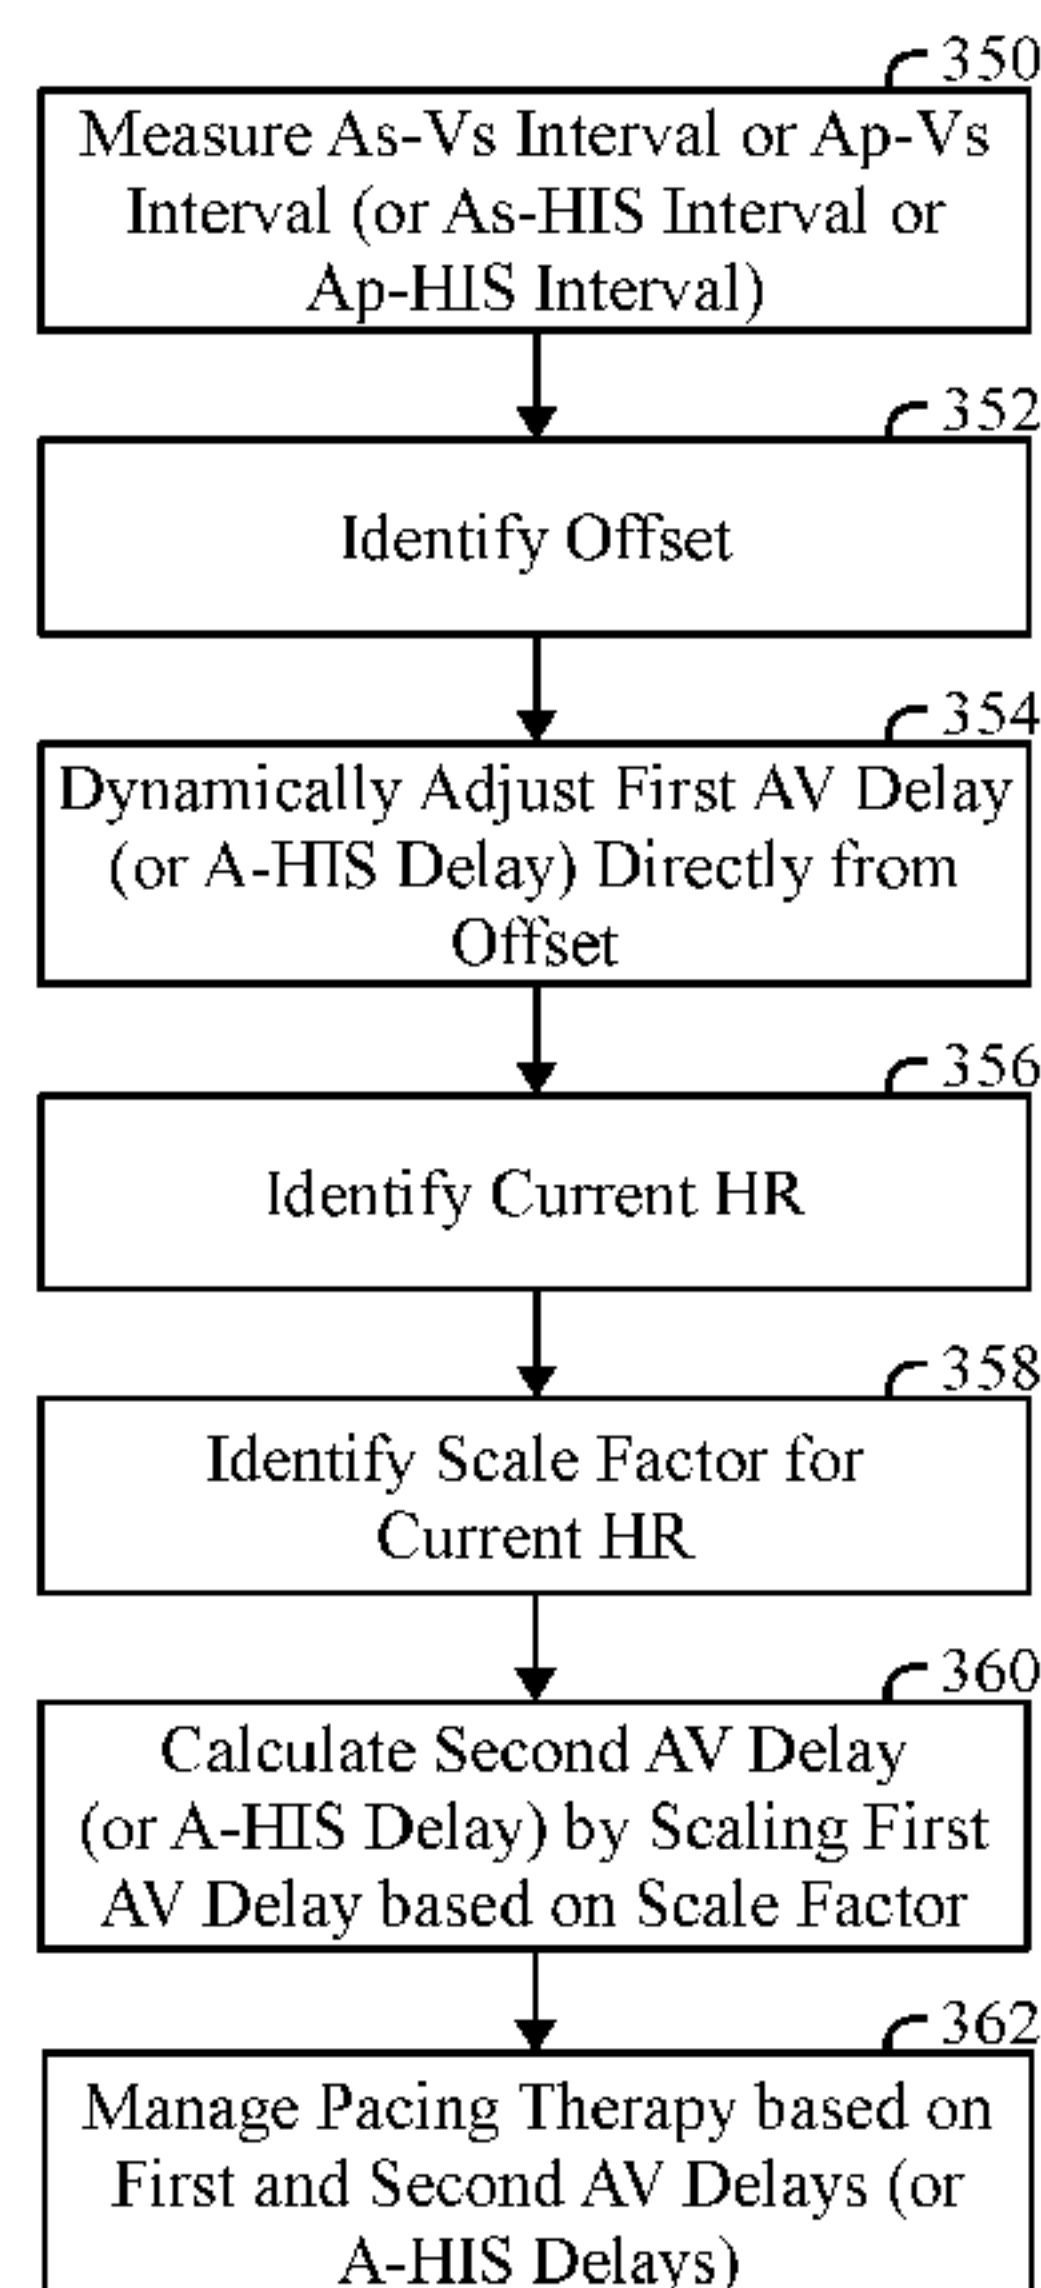 350
Measure As-Vs Interval or Ap-Vs
Interval (or As-HIS Interval or
Ap-HIS Interval)
352
Identify Offset
354
Dynamically Adjust First AV Delay
(or A-HIS Delay) Directly from
Offset
356
Identify Current HR
358
Identify Scale Factor for
Current HR
360
Calculate Second AV Delay
(or A-HIS Delay) by Scaling First
AV Delay based on Scale Factor
362
Manage Pacing Therapy based on
First and Second AV Delays (or
A-HIS Delays)